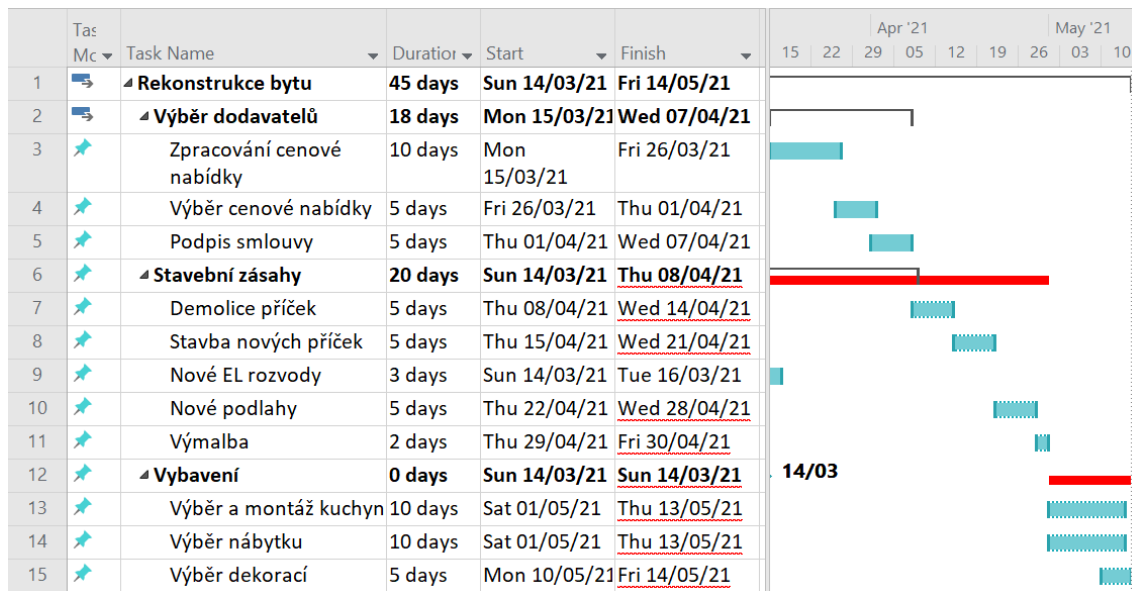 Tas Apr '21 May '21
Mc Task Name Duration Start Finish 15 22 29 05 12 19 26 03 10
1 Rekonstrukce bytu 45 days Sun 14/03/21 Fri 14/05/21
2 Výběr dodavatelů 18 days Mon 15/03/21 Wed 07/04/21
3 Zpracování cenové 10 days Mon Fri 26/03/21
nabídky 15/03/21
4 Výběr cenové nabídky 5 days Fri 26/03/21 Thu 01/04/21
5 Podpis smlouvy 5 days Thu 01/04/21 Wed 07/04/21
6 Stavební zásahy 20 days Sun 14/03/21 Thu 08/04/21
7 Demolice příček 5 days Thu 08/04/21 Wed 14/04/21
8 Stavba nových příček 5 days Thu 15/04/21 Wed 21/04/21
9 Nové EL rozvody 3 days Sun 14/03/21 Tue 16/03/21
10 Nové podlahy 5 days Thu 22/04/21 Wed 28/04/21
11 Výmalba 2 days Thu 29/04/21 Fri 30/04/21
12 Vybavení 0 days Sun 14/03/21 Sun 14/03/21 14/03
13 Výběr a montáž kuchyn 10 days Sat 01/05/21 Thu 13/05/21
14 Výběr nábytku 10 days Sat 01/05/21 Thu 13/05/21
15 Výběr dekorací 5 days Mon 10/05/21 Fri 14/05/21